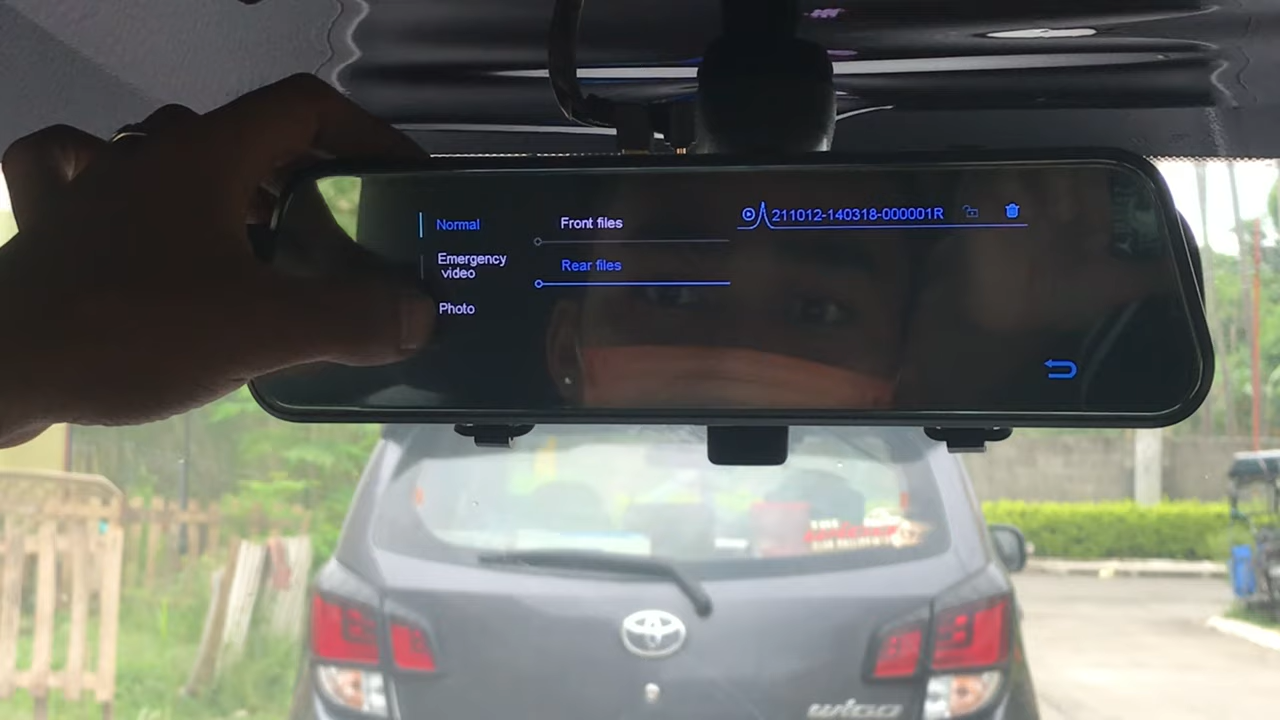 Normal
Emergency
video
Photo
Front files
Rear files
211012-140318-000001R
WIGO